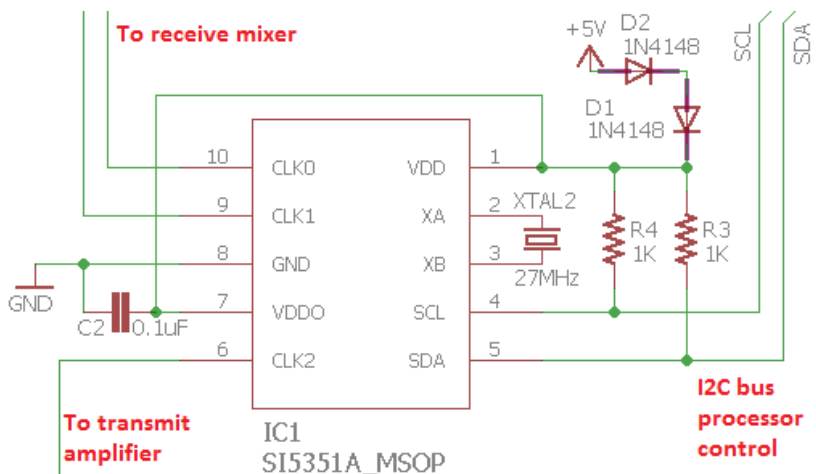 To receive mixer
+5V
D2
1N4148
SCL
SDA
D1
1N4148
10
CLK0
VDD
1
9
CLK1
XA
2
XTAL2
8
GND
XB
3
27MHz
R4
1K
R3
1K
GND
C2
0.1uF
7
VDDO
SCL
4
6
CLK2
SDA
5
To transmit
amplifier
IC1
SI5351A_MSOP
I2C bus
processor
control